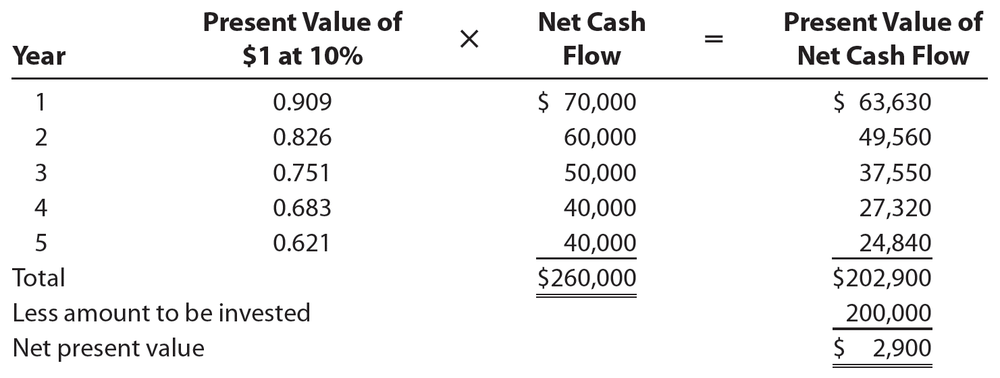 Year Present Value of $1 at 10% × Net Cash Flow = Present Value of Net Cash Flow
1 0.909 $ 70,000 $ 63,630
2 0.826 60,000 49,560
3 0.751 50,000 37,550
4 0.683 40,000 27,320
5 0.621 40,000 24,840
Total $260,000 $202,900
Less amount to be invested 200,000
Net present value $ 2,900